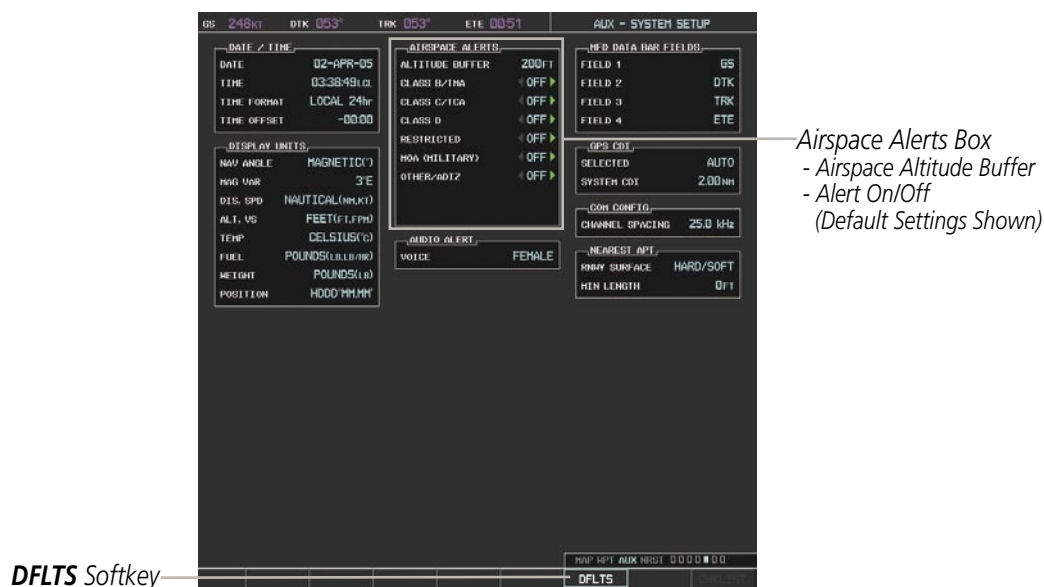 GS 248KT DTK 053° TRK 053° ETE 00:51 AUX - SYSTEM SETUP
DATE / TIME
DATE 02-APR-05
TIME 03:38:49LCL
TIME FORMAT LOCAL 24hr
TIME OFFSET -00:00
DISPLAY UNITS
NAV ANGLE MAGNETIC(°)
MAG VAR 3°E
DIS, SPD NAUTICAL(NM,KT)
ALT, VS FEET(FT,FPM)
TEMP CELSIUS(°C)
FUEL POUNDS(LB,LB/HR)
WEIGHT POUNDS(LB)
POSITION HDDD°MM.MM'
AIRSPACE ALERTS
ALTITUDE BUFFER 200FT
CLASS B/TMA OFF
CLASS C/TCA OFF
CLASS D OFF
RESTRICTED OFF
MOA (MILITARY) OFF
OTHER/ADIZ OFF
AUDIO ALERT
VOICE FEMALE
MFD DATA BAR FIELDS
FIELD 1 GS
FIELD 2 DTK
FIELD 3 TRK
FIELD 4 ETE
GPS CDI
SELECTED AUTO
SYSTEM CDI 2.00NM
COM CONFIG
CHANNEL SPACING 25.0 kHz
NEAREST APT
RNWY SURFACE HARD/SOFT
MIN LENGTH 0FT
Airspace Alerts Box
- Airspace Altitude Buffer
- Alert On/Off
(Default Settings Shown)
MAP WPT AUX NRST
DFLTS Softkey
DFLTS